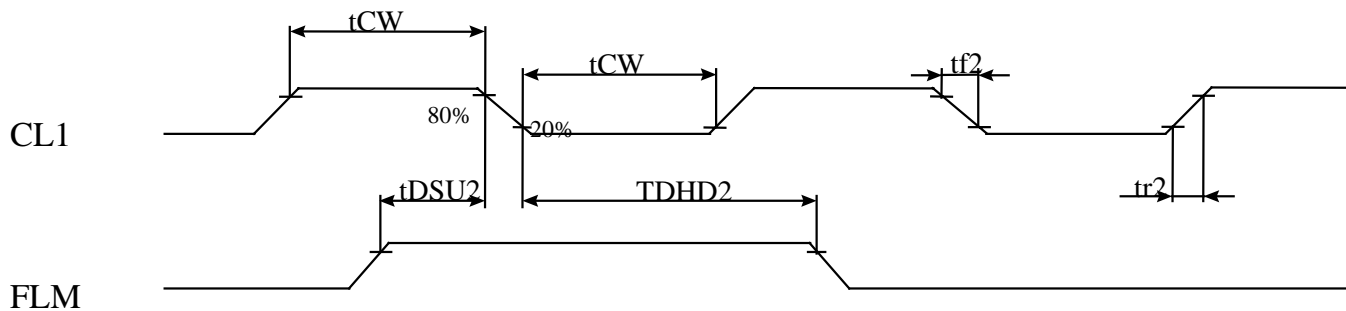 tCW
tCW
tf2
80%
20%
CL1
tDSU2
TDHD2
tr2
FLM